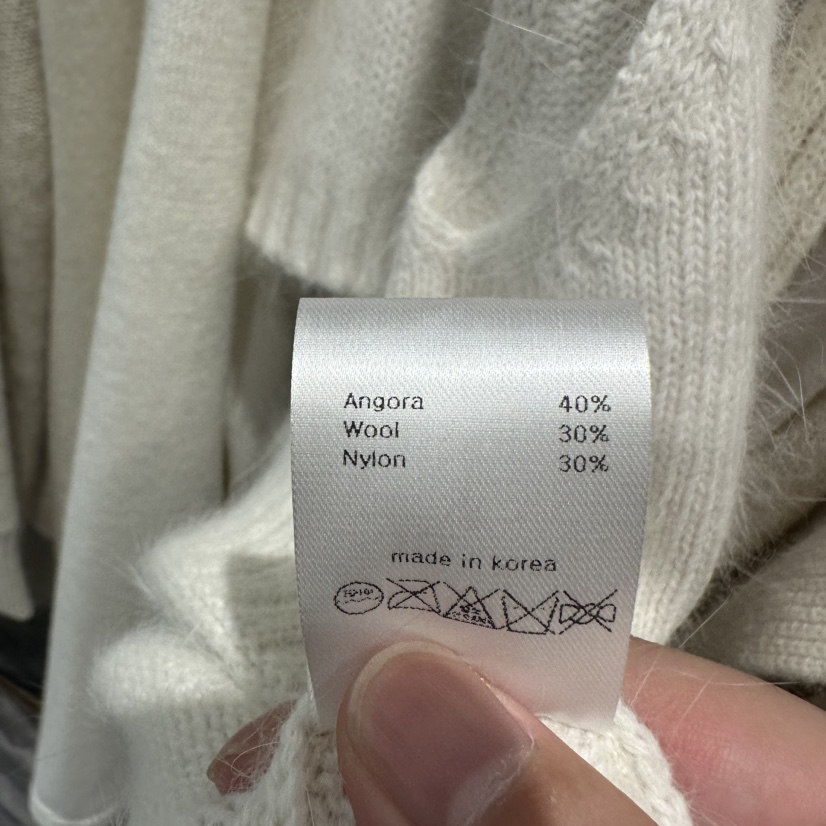 Angora 40%
Wool 30%
Nylon 30%
made in korea